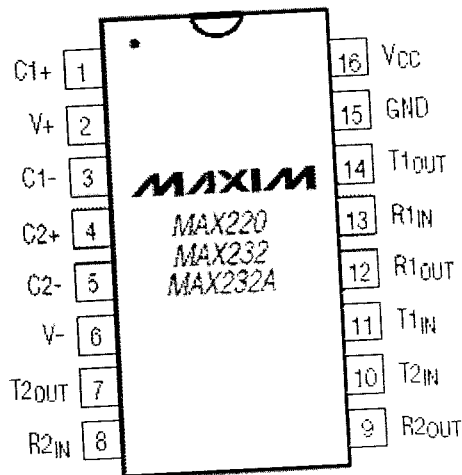 C1+ 1
V+ 2
C1- 3
C2+ 4
C2- 5
V- 6
T2OUT 7
R2IN 8
MAXIM
MAX220
MAX232
MAX232A
16 VCC
15 GND
14 T1OUT
13 R1IN
12 R1OUT
11 T1IN
10 T2IN
9 R2OUT